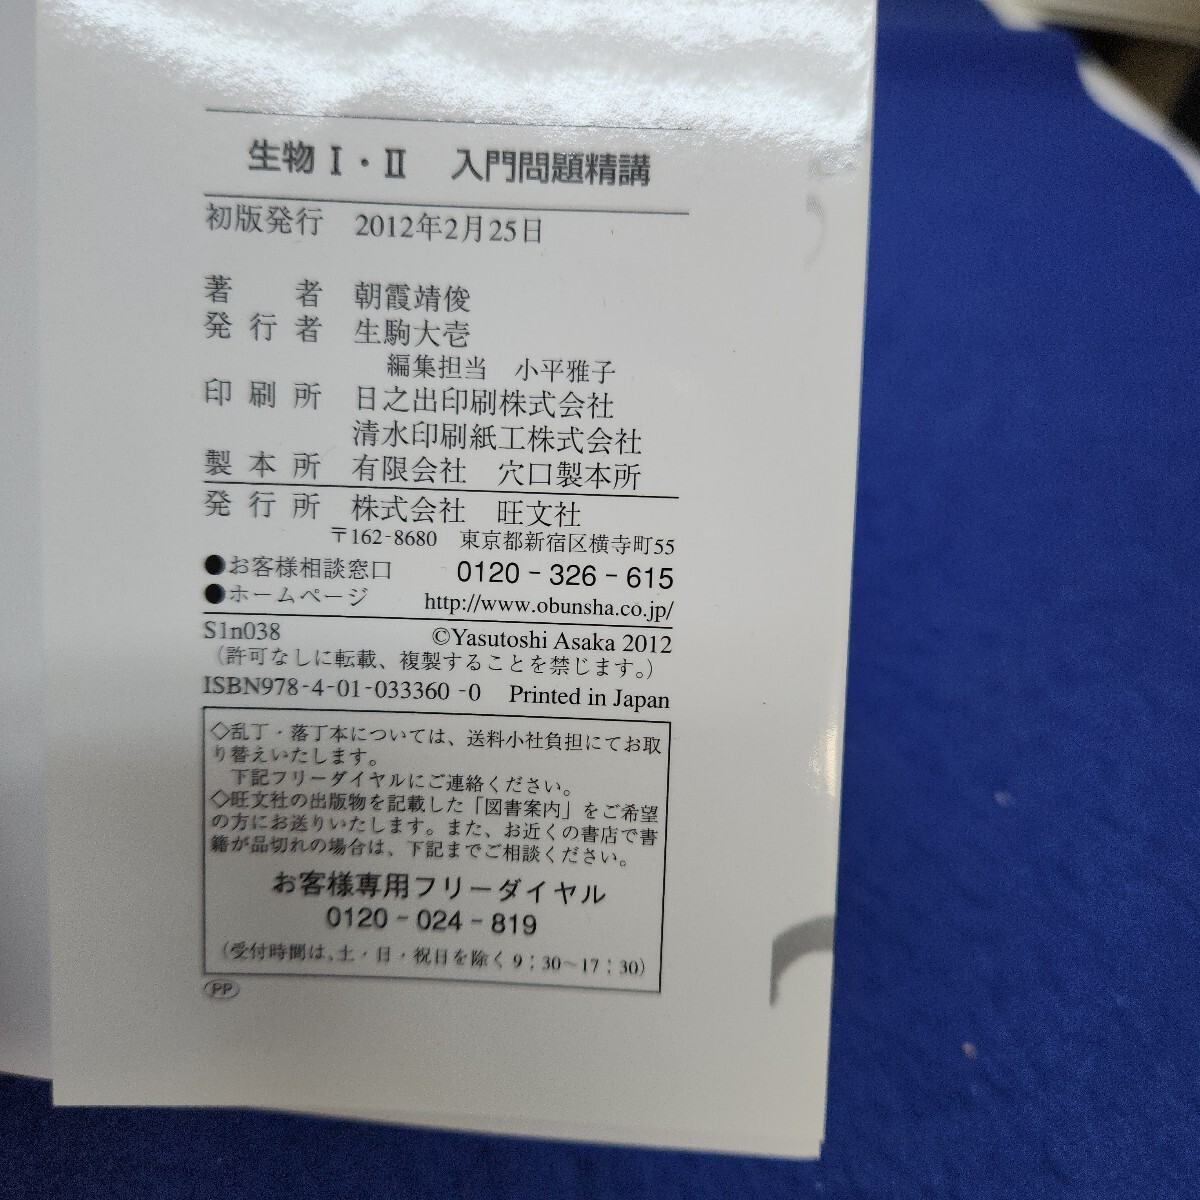 生物Ⅰ・Ⅱ 入門問題精講
初版発行 2012年2月25日
著者 朝霞靖俊
発行者 生駒大壱
編集担当 小平雅子
印刷所 日之出印刷株式会社
清水印刷紙工株式会社
製本所 有限会社 穴口製本所
発行所 株式会社 旺文社
〒162-8680 東京都新宿区横寺町55
●お客様相談窓口 0120-326-615
●ホームページ http://www.obunsha.co.jp/
S1n038 ©Yasutoshi Asaka 2012
(許可なしに転載、複製することを禁じます。)
ISBN978-4-01-033360-0 Printed in Japan
◇乱丁・落丁本については、送料小社負担にてお取
り替えいたします。
下記フリーダイヤルにご連絡ください。
◇旺文社の出版物を記載した「図書案内」をご希望
の方にお送りいたします。また、お近くの書店で書
籍が品切れの場合は、下記までご相談ください。
お客様専用フリーダイヤル
0120-024-819
(受付時間は、土・日・祝日を除く9:30〜17:30)
PP